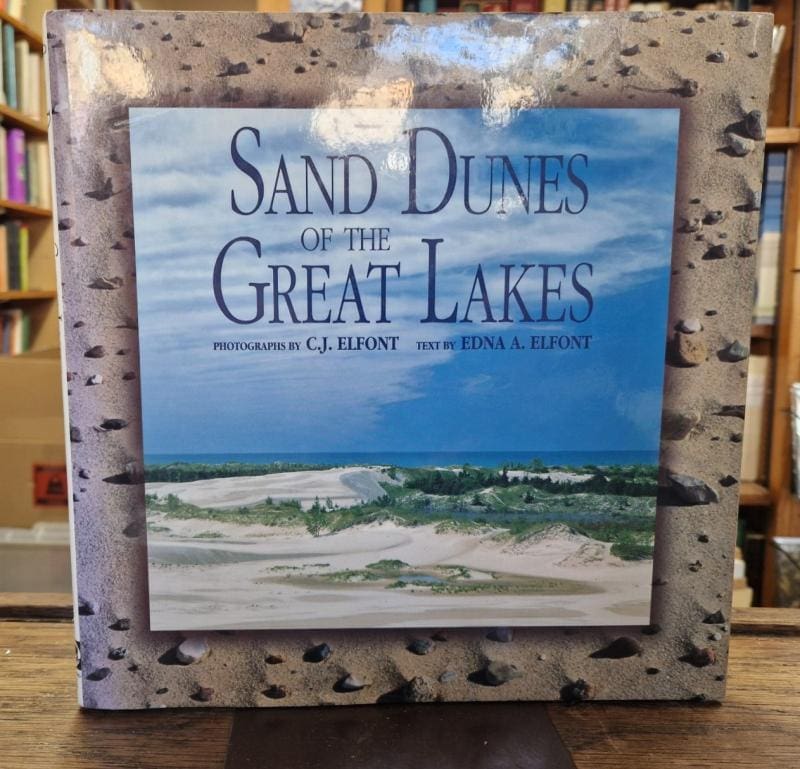 SAND DUNES
OF THE
GREAT LAKES
PHOTOGRAPHS BY C.J. ELFONT TEXT BY EDNA A. ELFONT